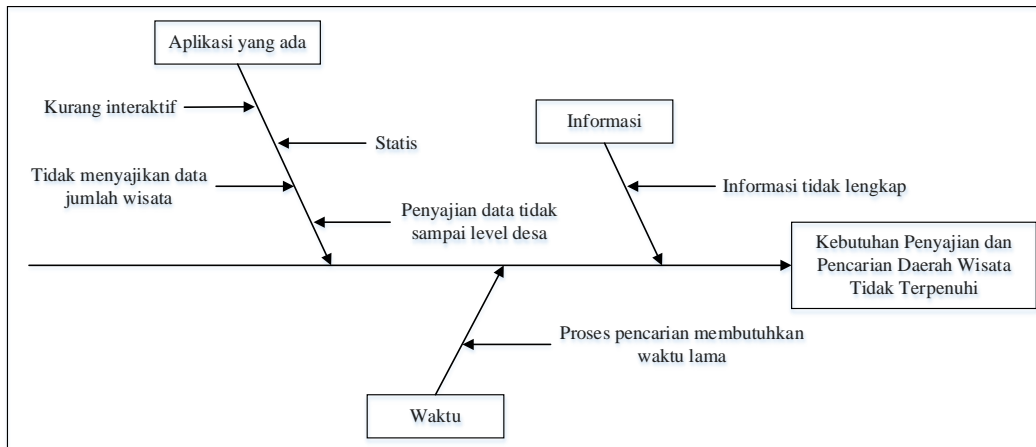 Aplikasi yang ada
Kurang interaktif
Statis
Tidak menyajikan data
jumlah wisata
Penyajian data tidak
sampai level desa
Informasi
Informasi tidak lengkap
Kebutuhan Penyajian dan
Pencarian Daerah Wisata
Tidak Terpenuhi
Proses pencarian membutuhkan
waktu lama
Waktu